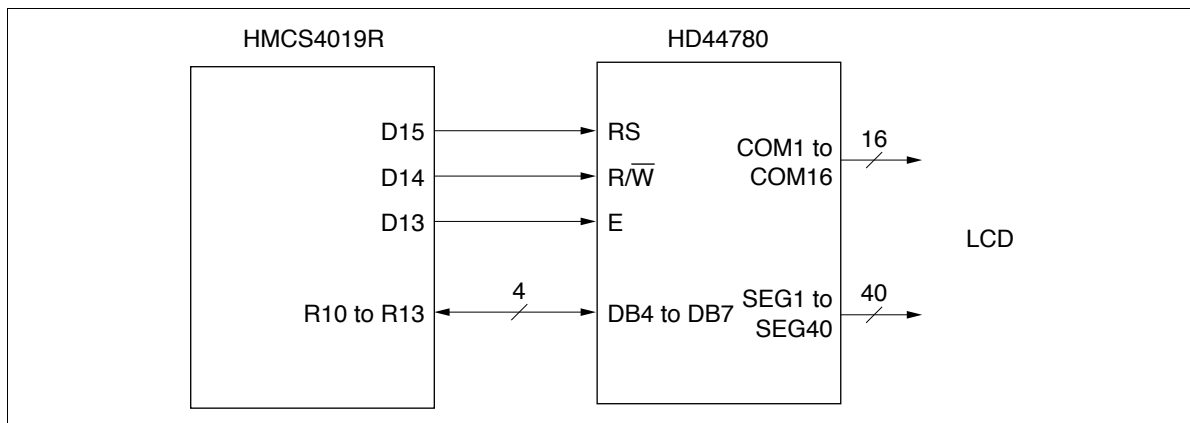 HMCS4019R
HD44780
D15
RS
D14
R/W̅
D13
E
R10 to R13
4
DB4 to DB7
COM1 to
COM16
16
SEG1 to
SEG40
40
LCD